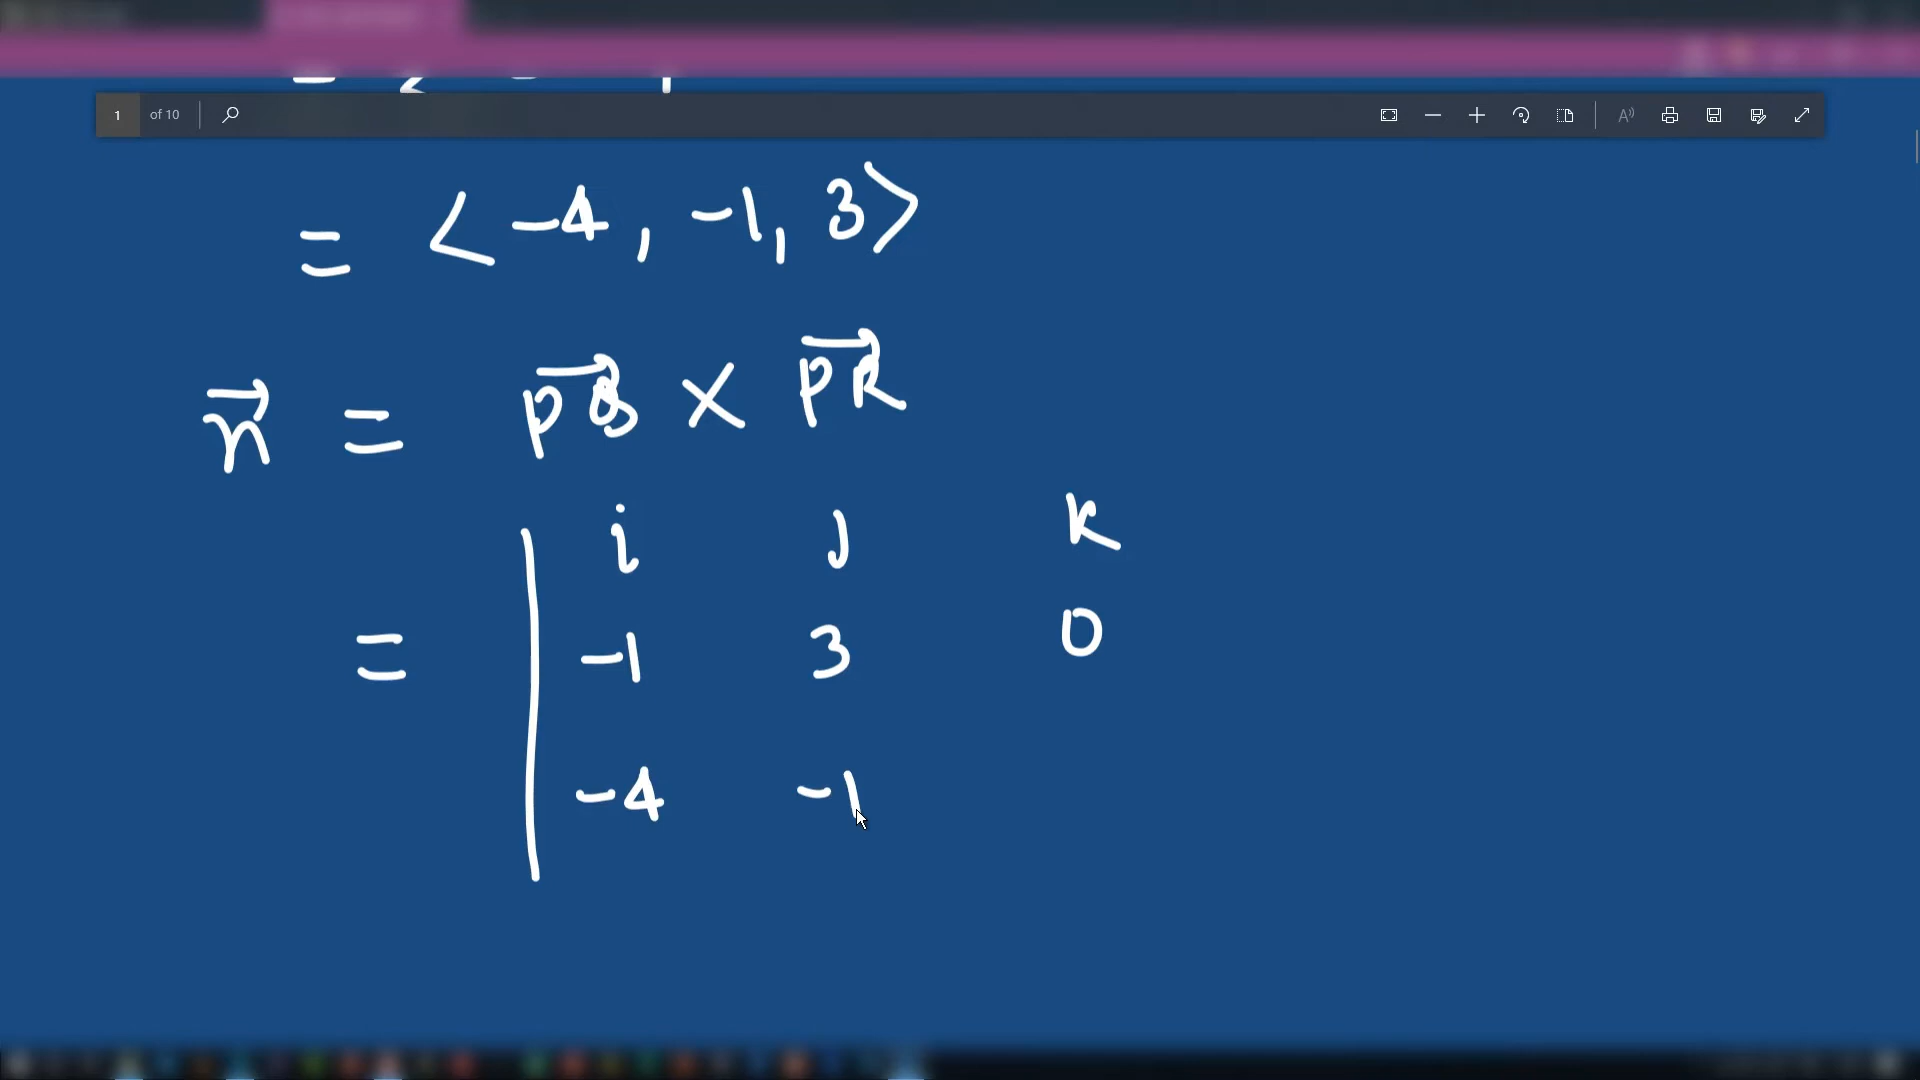 1 of 10
= < -4, -1, 3 >
n = PQ × PR
i j k
= | -1 3 0
-4 -1